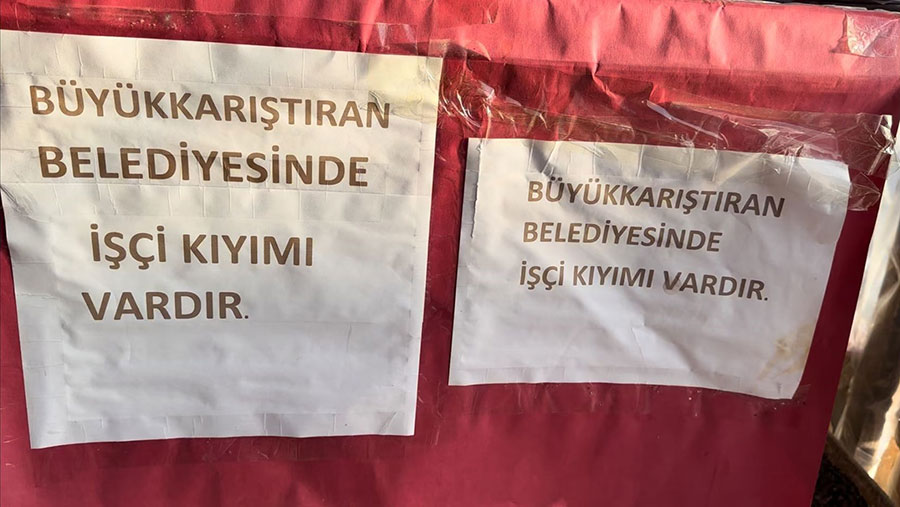 BÜYÜKKARIŞTIRAN
BELEDİYESİNDE
İŞÇİ KIYIMI
VARDIR.
BÜYÜKKARIŞTIRAN
BELEDİYESİNDE
İŞÇİ KIYIMI VARDIR.